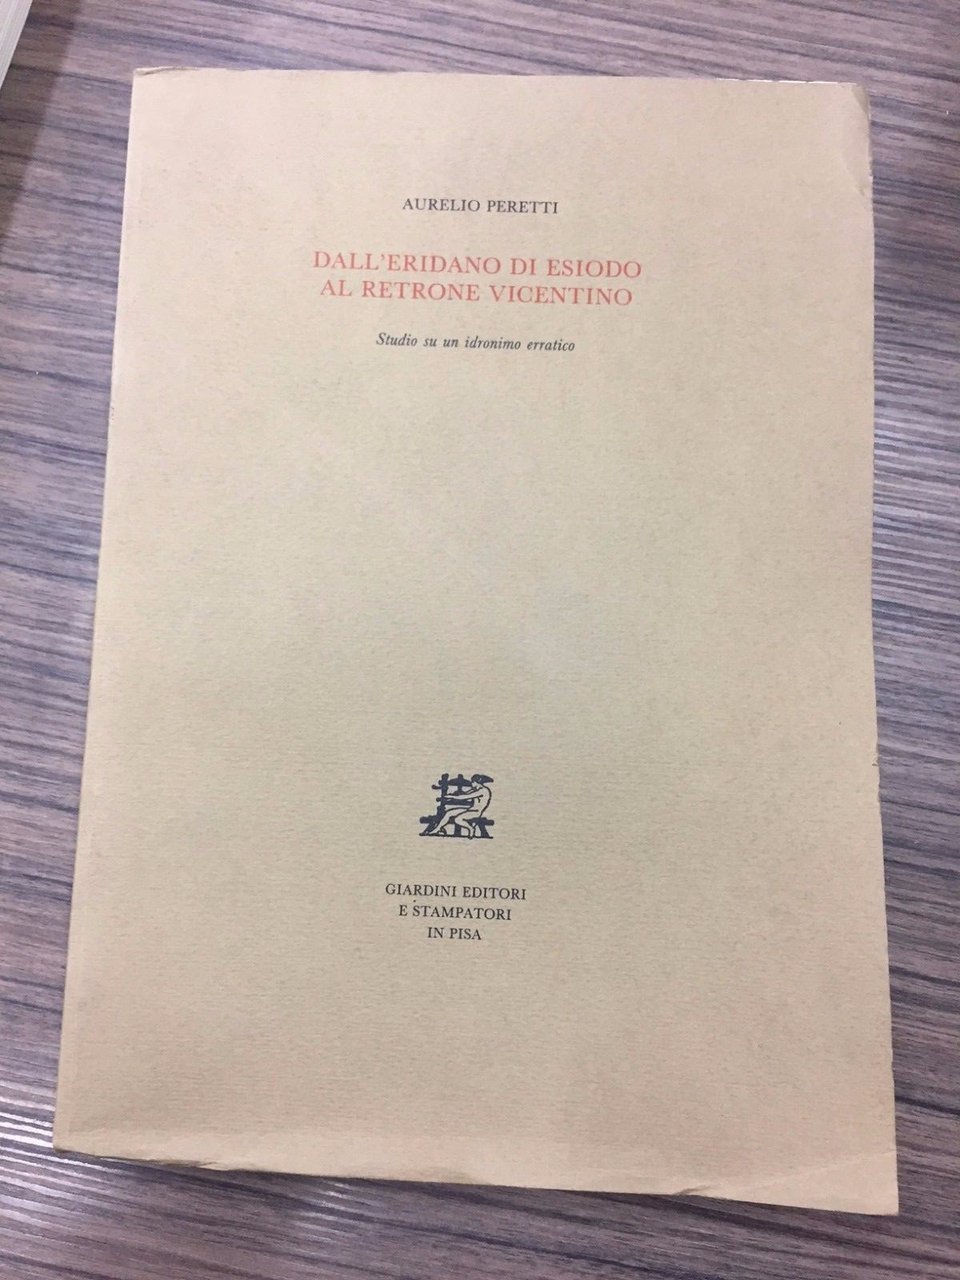 AURELIO PERETTI
DALL'ERIDANO DI ESIODO
AL RETRONE VICENTINO
Studio su un idronimo erratico
GIARDINI EDITORI
E STAMPATORI
IN PISA